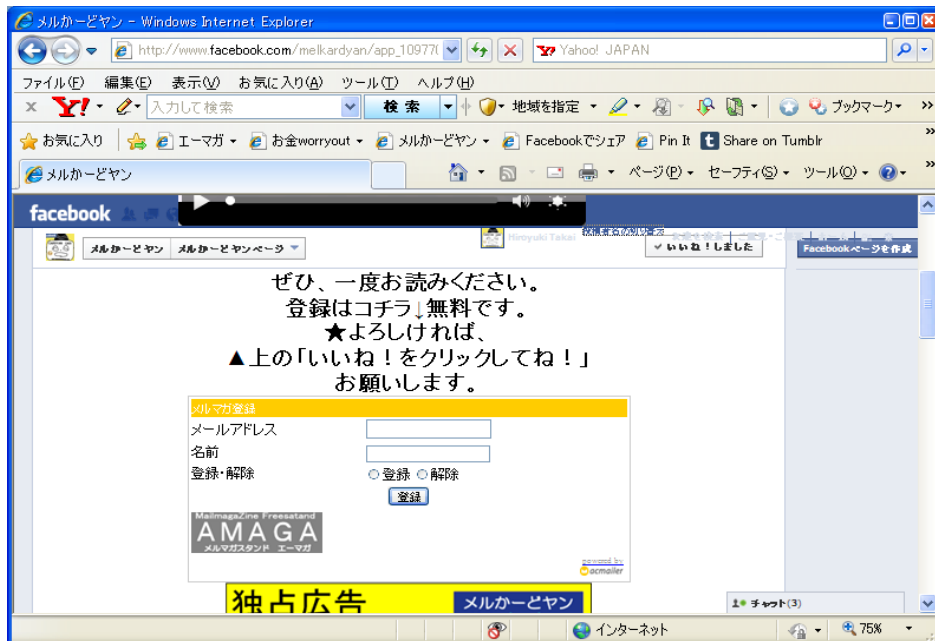 メルかーどヤン - Windows Internet Explorer
http://www.facebook.com/melkardyan/app_10977
Yahoo! JAPAN
ファイル(F) 編集(E) 表示(V) お気に入り(A) ツール(T) ヘルプ(H)
× Y! 入力して検索 検索 地域を指定 ブックマーク »
お気に入り エーマガ お金worryout メルかーどヤン Facebookでシェア Pin It t Share on Tumblr »
メルかーどヤン ページ(P) セーフティ(S) ツール(O) »
facebook
メルかーどヤン メルかーどヤンページ Hiroyuki Takai いいね!しました Facebookページを作成
ぜひ、一度お読みください。
登録はコチラ↓無料です。
★よろしければ、
▲上の「いいね!をクリックしてね!」
お願いします。
メルマガ登録
メールアドレス
名前
登録・解除 登録 解除
登録
MailmagaZine Freesatand
AMAGA
メルマガスタンド エーマガ
powered by
acmailer
独占広告 メルかーどヤン
チャット(3)
インターネット 75%